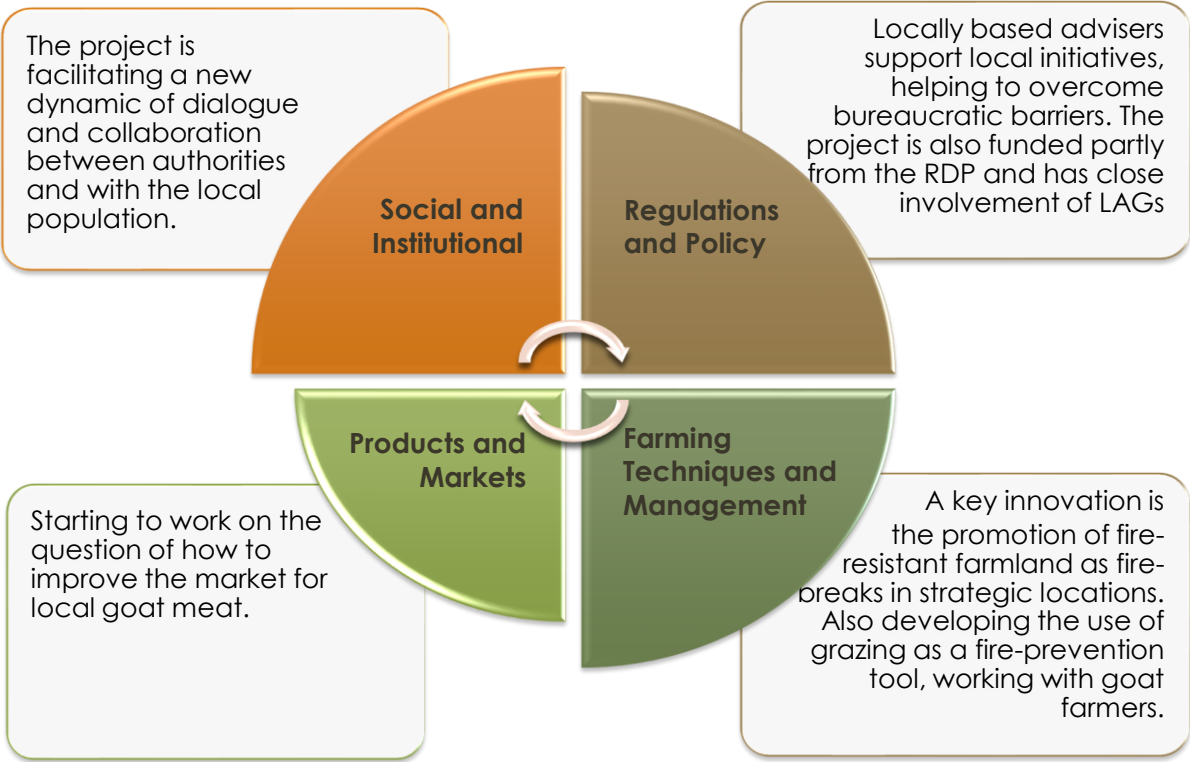 The project is
facilitating a new
dynamic of dialogue
and collaboration
between authorities
and with the local
population.
Social and
Institutional
Locally based advisers
support local initiatives,
helping to overcome
bureaucratic barriers. The
project is also funded partly
from the RDP and has close
involvement of LAGs
Regulations
and Policy
Products and
Markets
Starting to work on the
question of how to
improve the market for
local goat meat.
Farming
Techniques and
Management
A key innovation is
the promotion of fire-
resistant farmland as fire-
breaks in strategic locations.
Also developing the use of
grazing as a fire-prevention
tool, working with goat
farmers.